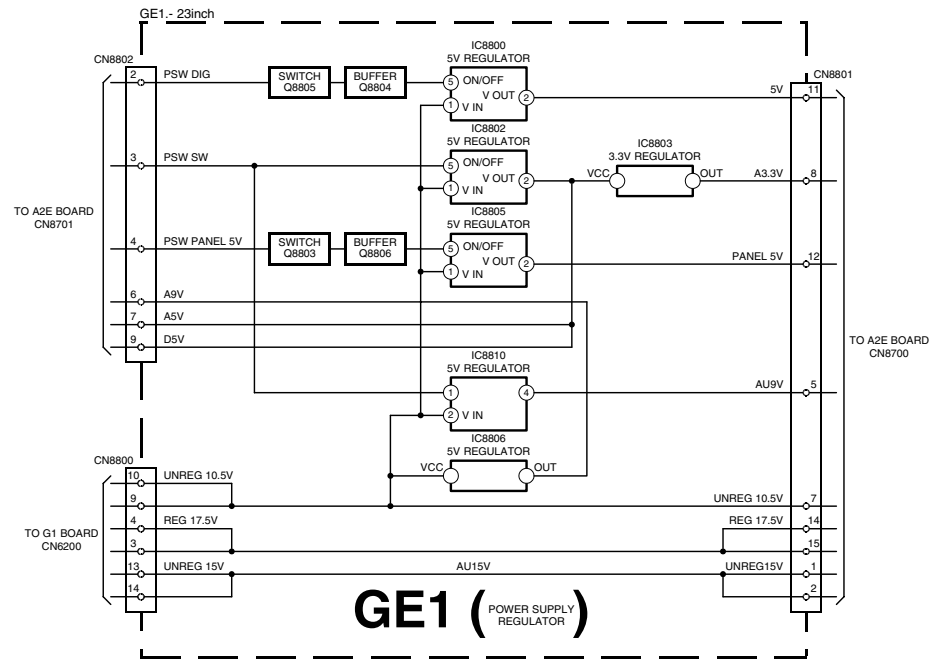 GE1.- 23inch
CN8802
2 PSW DIG
SWITCH
Q8805
BUFFER
Q8804
IC8800
5V REGULATOR
5 ON/OFF
V OUT 2
1 V IN
5V 11
CN8801
3 PSW SW
IC8802
5V REGULATOR
5 ON/OFF
V OUT 2
1 V IN
IC8803
3.3V REGULATOR
VCC OUT
A3.3V 8
TO A2E BOARD
CN8701
4 PSW PANEL 5V
SWITCH
Q8803
BUFFER
Q8806
IC8805
5V REGULATOR
5 ON/OFF
V OUT 2
1 V IN
PANEL 5V 12
6 A9V
7 A5V
9 D5V
TO A2E BOARD
CN8700
IC8810
5V REGULATOR
1 4
2 V IN
AU9V 5
IC8806
5V REGULATOR
VCC OUT
CN8800
10 UNREG 10.5V
9
UNREG 10.5V 7
4 REG 17.5V
REG 17.5V 14
TO G1 BOARD
CN6200
3
15
13 UNREG 15V
AU15V
UNREG15V 1
14
2
GE1 (POWER SUPPLY
REGULATOR)